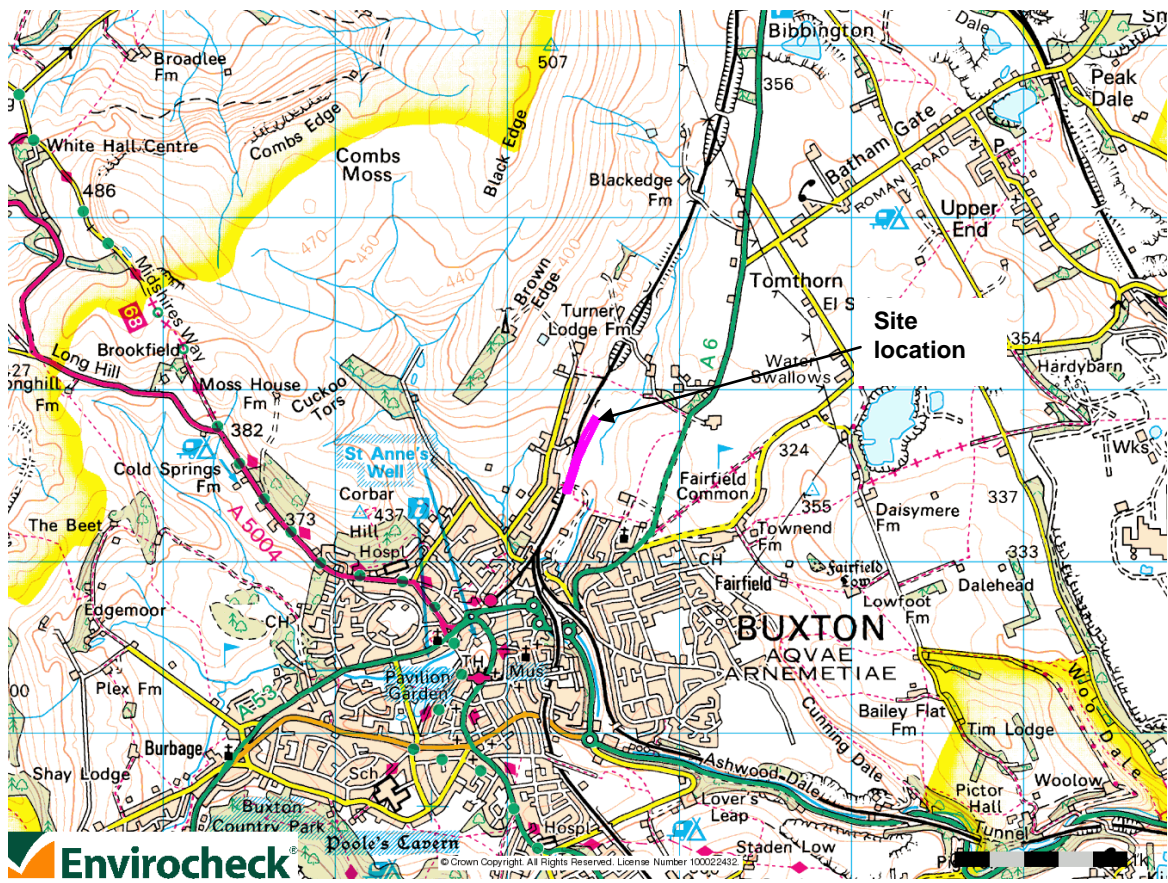 Bibbington
Dale
Broadlee
Fm
507
356
Peak
Dale
Combs Edge
Black Edge
Batham Gate
White Hall Centre
Combs
Moss
ROMAN ROAD
486
Blackedge
Fm
Upper
End
470
450
440
400
Midshires Way
68
Brown
Edge
Turner
Lodge Fm
Tomthorn
A 6
Site
location
354
Long Hill
Brookfield
Water
Swallows
Hardybarn
Fm
Moss House
Fm
Cuckoo
Tors
382
Wks
St Anne's
Well
324
Cold Springs
Fm
Fairfield
Common
Corbar
Hill
437
355
337
Daisymere
Fm
The Beet
A 5004
373
Hospl
Townend
Fm
CH
333
Fairfield
Fairfield
Low
Dalehead
Edgemoor
CH
Lowfoot
Fm
BUXTON
AQVAE
ARNEMETIAE
TH
Mus
Pavilion
Garden
Plex Fm
A 53
Woo Dale
Bailey Flat
Fm
Tim Lodge
Cunning Dale
Burbage
Shay Lodge
Sch
Ashwood Dale
Woolow
Pictor
Hall
Lover's
Leap
Buxton
Country Park
Hospl
Tunnel
Poole's Cavern
Staden Low
Envirocheck®
© Crown Copyright. All Rights Reserved. License Number 100022432.